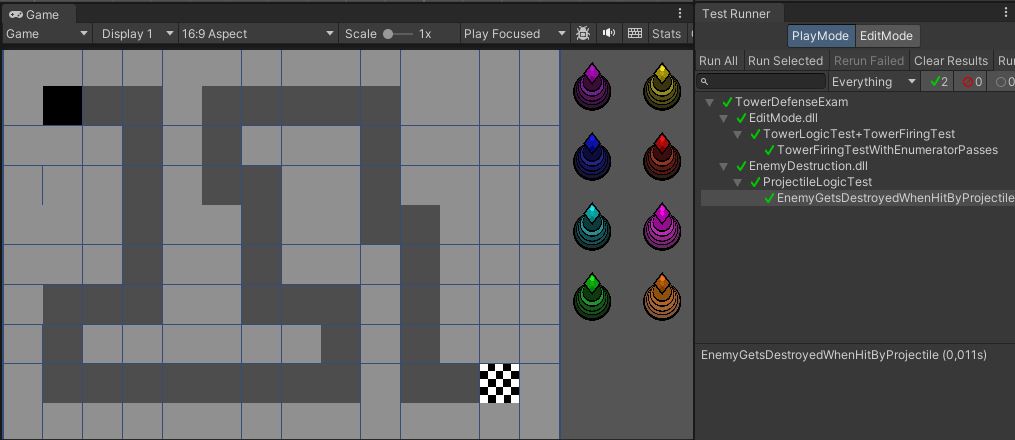 Game
Test Runner
Game Display 1 16:9 Aspect Scale 1x Play Focused Stats
PlayMode EditMode
Run All Run Selected Rerun Failed Clear Results
Everything 2 0 0
TowerDefenseExam
EditMode.dll
TowerLogicTest+TowerFiringTest
TowerFiringTestWithEnumeratorPasses
EnemyDestruction.dll
ProjectileLogicTest
EnemyGetsDestroyedWhenHitByProjectile
EnemyGetsDestroyedWhenHitByProjectile (0,011s)